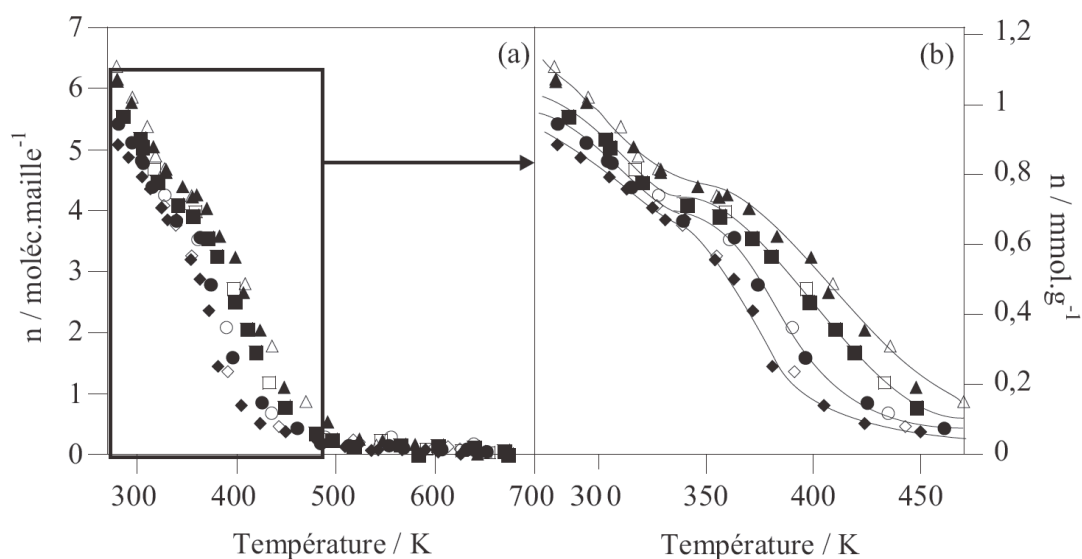 7
6
5
4
3
2
1
0
n / moléc.maille⁻¹
(a)
(b)
1,2
1
0,8
0,6
0,4
0,2
0
n / mmol.g⁻¹
300 400 500 600 700
300 350 400 450
Température / K
Température / K